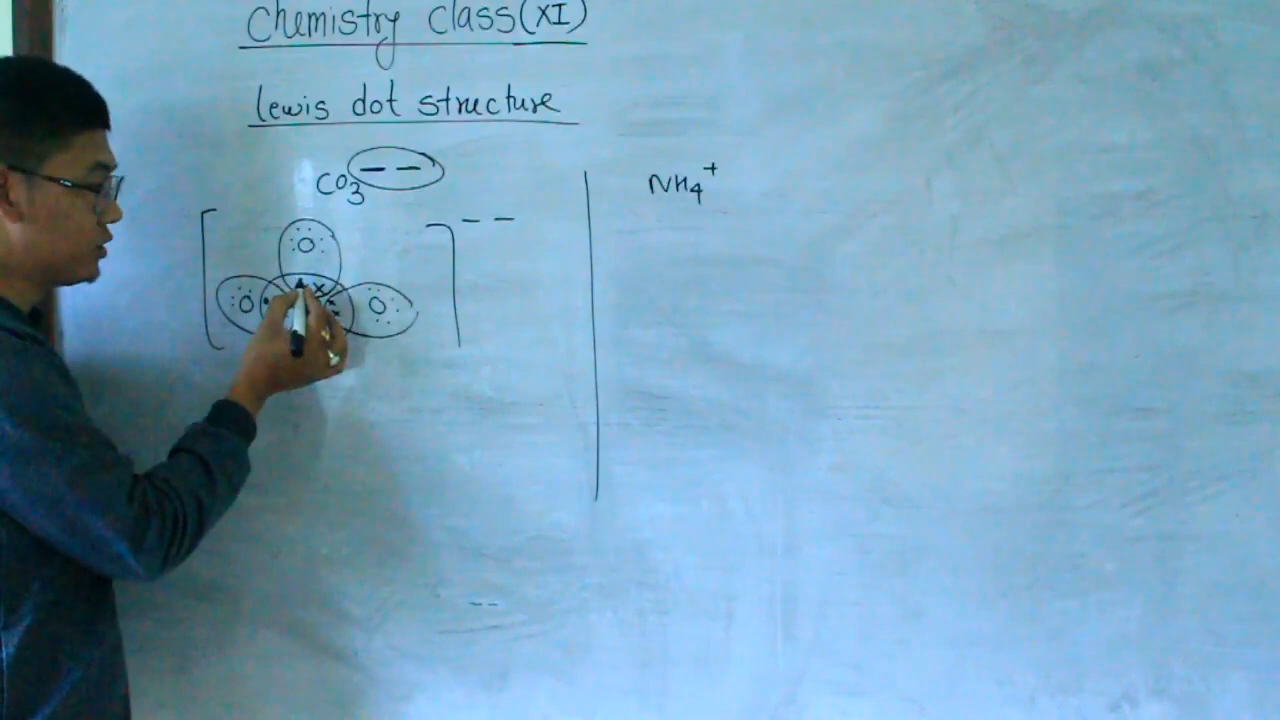 Chemistry class(XI)
lewis dot structure
CO3 - -
NH4+
[ O - -
O O ]